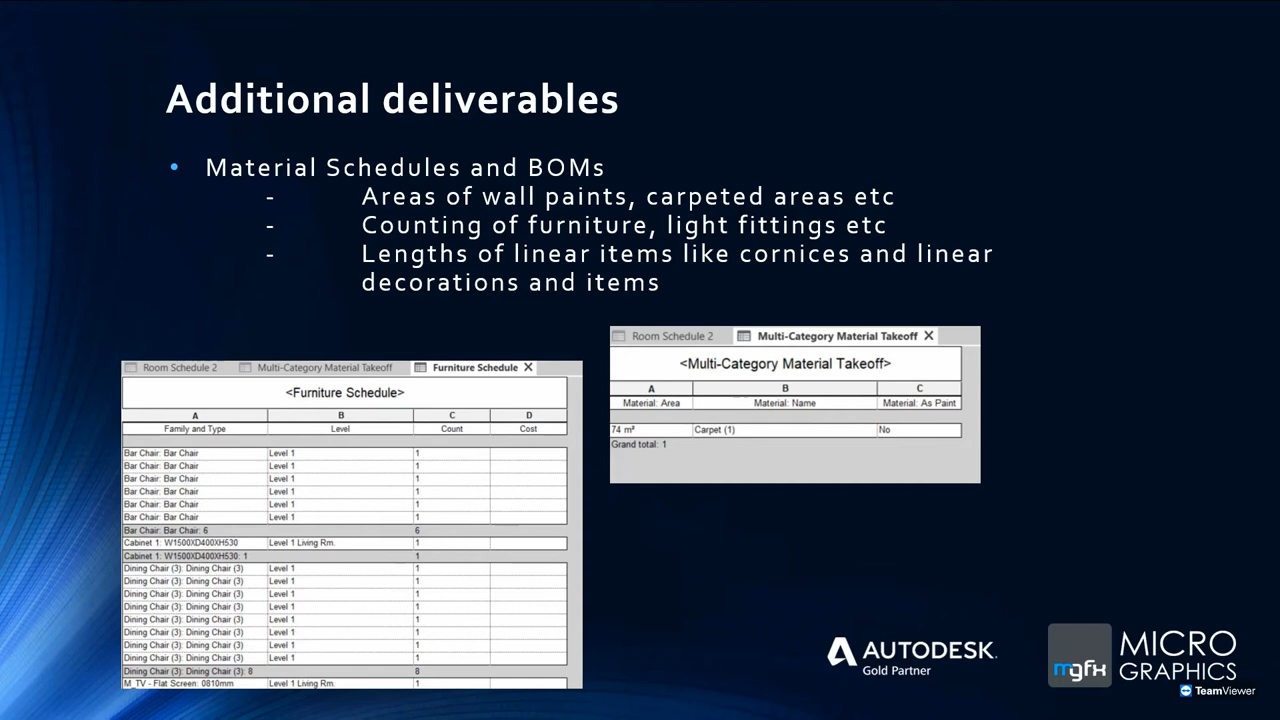 Additional deliverables
• Material Schedules and BOMs
- Areas of wall paints, carpeted areas etc
- Counting of furniture, light fittings etc
- Lengths of linear items like cornices and linear
decorations and items
Room Schedule 2 Multi-Category Material Takeoff Furniture Schedule X
<Furniture Schedule>
A B C D
Family and Type Level Count Cost
Bar Chair: Bar Chair Level 1 1
Bar Chair: Bar Chair Level 1 1
Bar Chair: Bar Chair Level 1 1
Bar Chair: Bar Chair Level 1 1
Bar Chair: Bar Chair Level 1 1
Bar Chair: Bar Chair Level 1 1
Bar Chair: Bar Chair: 6 6
Cabinet 1: W1500XD400XH530 Level 1 Living Rm. 1
Cabinet 1: W1500XD400XH530: 1 1
Dining Chair (3): Dining Chair (3) Level 1 1
Dining Chair (3): Dining Chair (3) Level 1 1
Dining Chair (3): Dining Chair (3) Level 1 1
Dining Chair (3): Dining Chair (3) Level 1 1
Dining Chair (3): Dining Chair (3) Level 1 1
Dining Chair (3): Dining Chair (3) Level 1 1
Dining Chair (3): Dining Chair (3) Level 1 1
Dining Chair (3): Dining Chair (3) Level 1 1
Dining Chair (3): Dining Chair (3): 8 8
M_TV - Flat Screen: 0810mm Level 1 Living Rm. 1
Room Schedule 2 Multi-Category Material Takeoff X
<Multi-Category Material Takeoff>
A B C
Material: Area Material: Name Material: As Paint
74 m² Carpet (1) No
Grand total: 1
AUTODESK.
Gold Partner
mgfx
MICRO
GRAPHICS
TeamViewer